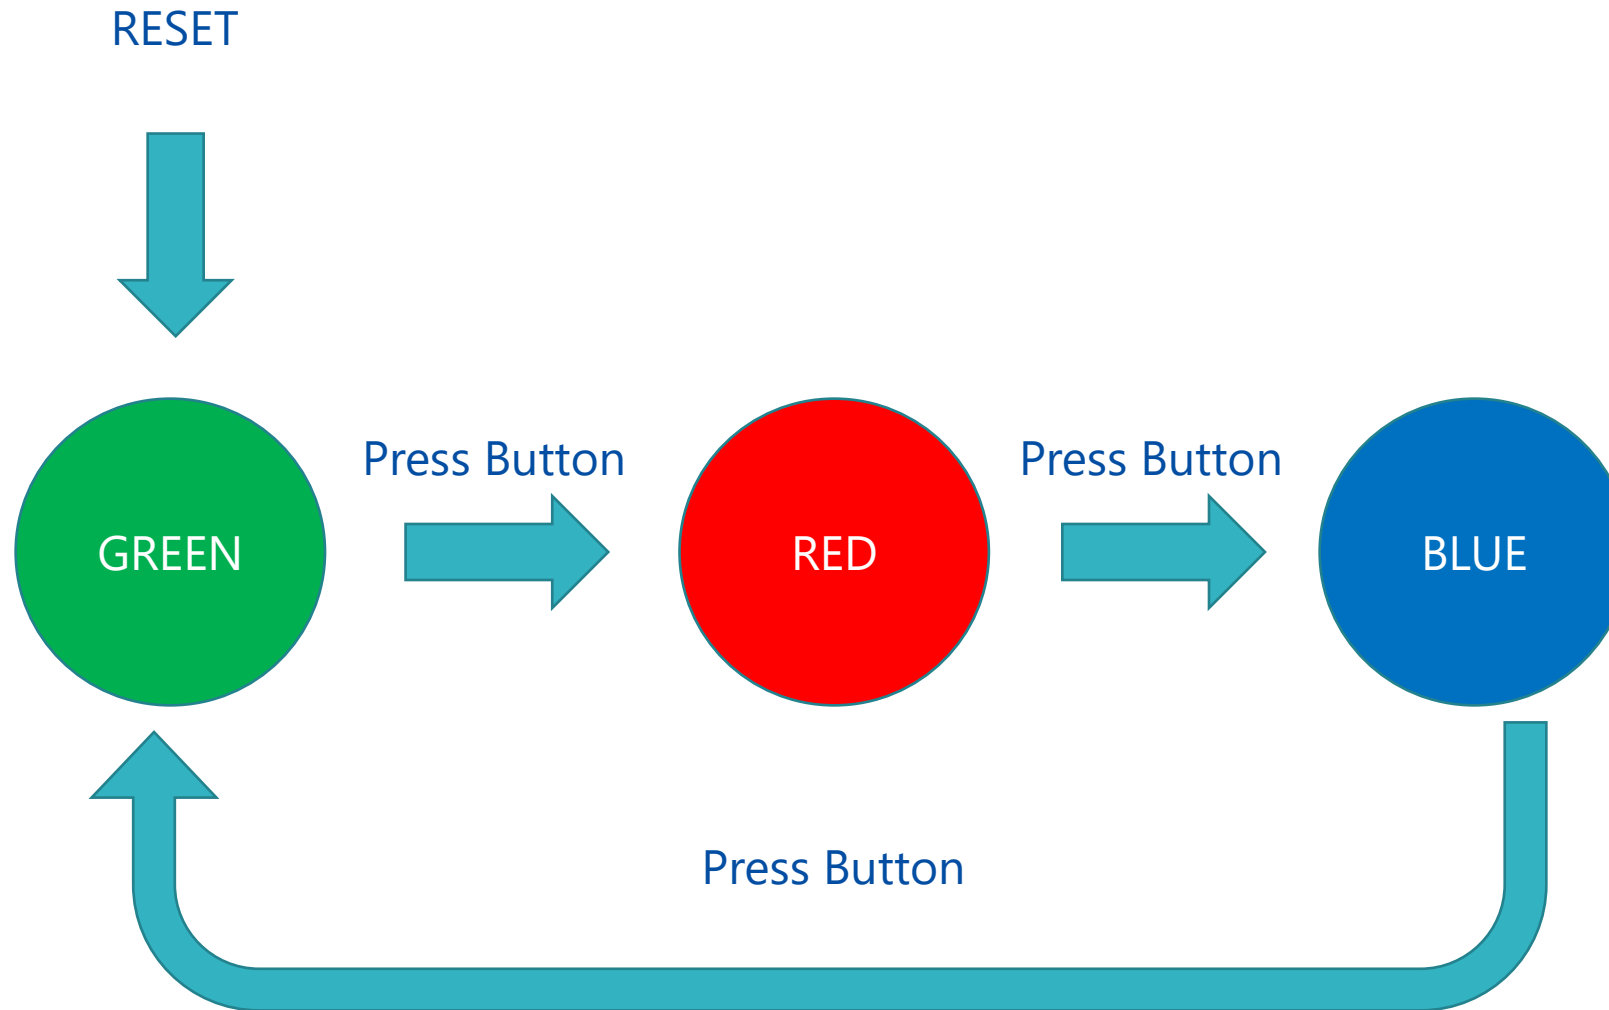 RESET
Press Button
Press Button
GREEN
RED
BLUE
Press Button